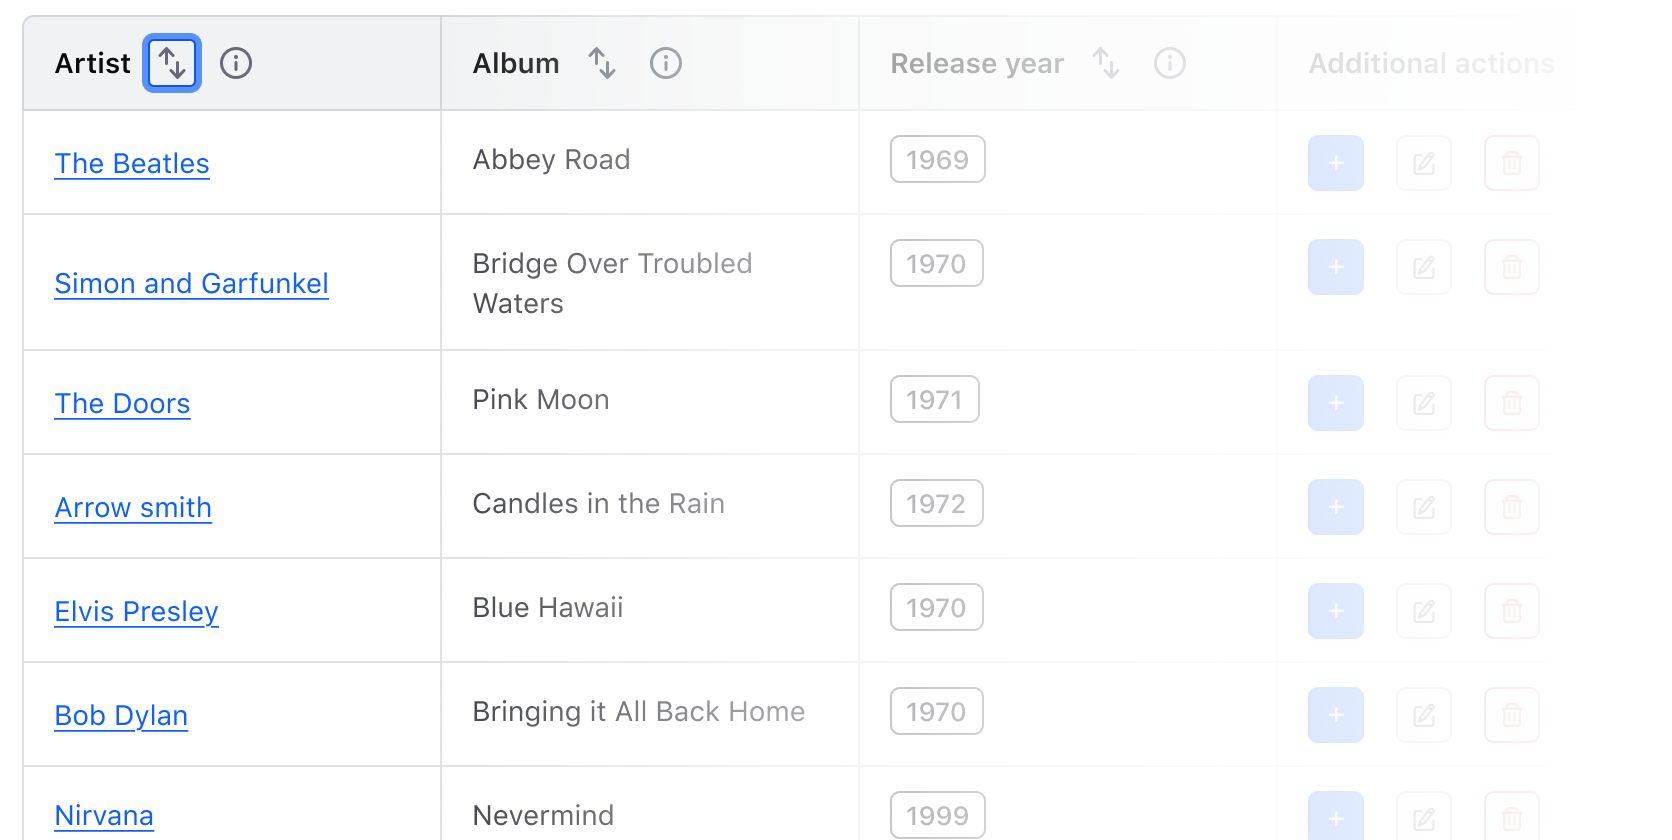 Artist Album Release year Additional actions
The Beatles Abbey Road 1969
Simon and Garfunkel Bridge Over Troubled 1970
Waters
The Doors Pink Moon 1971
Arrow smith Candles in the Rain 1972
Elvis Presley Blue Hawaii 1970
Bob Dylan Bringing it All Back Home 1970
Nirvana Nevermind 1999